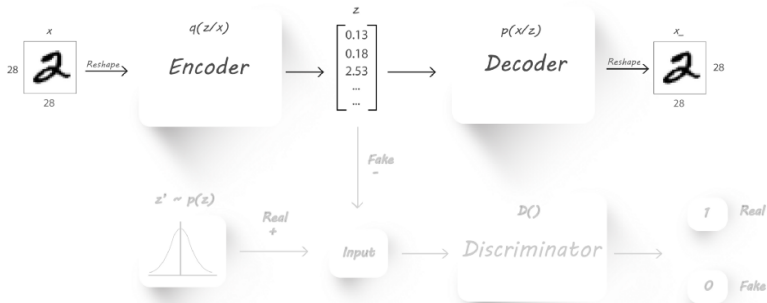 x
28
28
Reshape
q(z/x)
Encoder
z
0.13
0.18
2.53
...
...
p(x/z)
Decoder
Reshape
x_
2
28
28
Fake
-
z' ~ p(z)
Real
+
Input
D()
Discriminator
1 Real
0 Fake